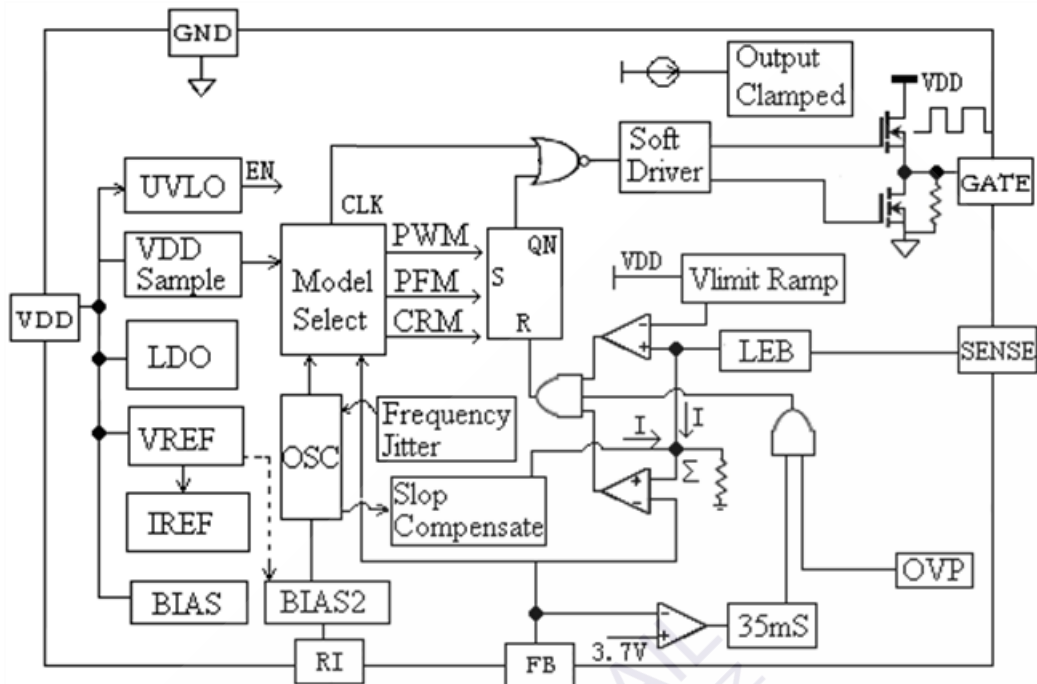 GND
Output
Clamped
VDD
Soft
Driver
GATE
UVLO
EN
CLK
VDD
Sample
Model
Select
PWM
PFM
CRM
QN
S
R
VDD
Vlimit Ramp
VDD
LDO
LEB
SENSE
VREF
OSC
Frequency
Jitter
I
I
Σ
IREF
Slop
Compensate
BIAS
BIAS2
OVP
3.7V
35mS
RI
FB
+
-
+
-
-
+